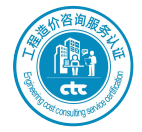 工程造价咨询服务认证
ctc
Engineering cost consulting service certification